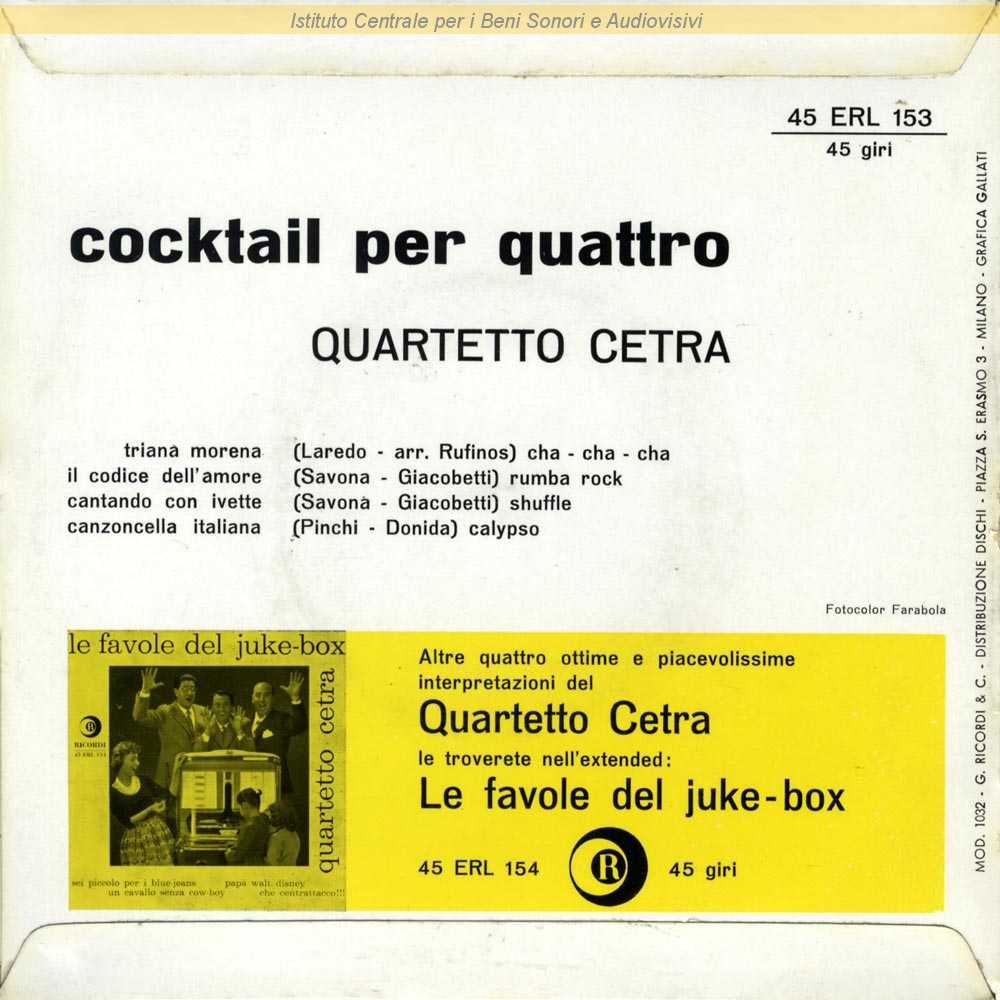 Istituto Centrale per i Beni Sonori e Audiovisivi
45 ERL 153
45 giri
cocktail per quattro
QUARTETTO CETRA
triana morena (Laredo - arr. Rufinos) cha - cha - cha
il codice dell'amore (Savona - Giacobetti) rumba rock
cantando con ivette (Savona - Giacobetti) shuffle
canzoncella italiana (Pinchi - Donida) calypso
Fotocolor Farabola
le favole del juke-box
quartetto cetra
R
RICORDI
45 ERL 154
sei piccolo per i blue-jeans papà walt disney
un cavallo senza cow-boy che centrattacco!!!
Altre quattro ottime e piacevolissime
interpretazioni del
Quartetto Cetra
le troverete nell'extended:
Le favole del juke-box
45 ERL 154 R 45 giri
MOD. 1032 - G. RICORDI & C. - DISTRIBUZIONE DISCHI - PIAZZA S. ERASMO 3 - MILANO - GRAFICA GALLATI